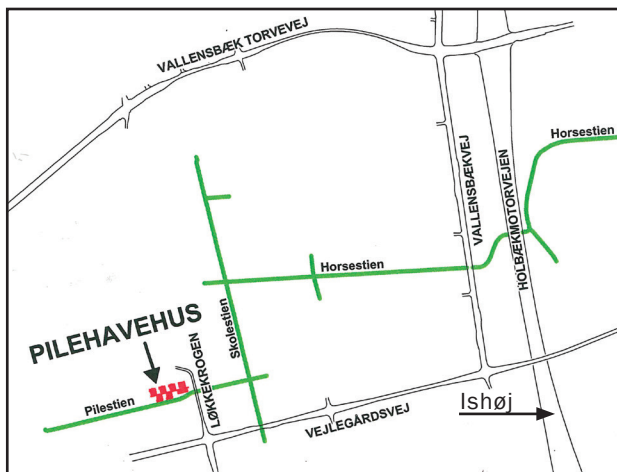 VALLENSBÆK TORVEVEJ
Horsestien
VALLENSBÆKVEJ
HOLBÆKMOTORVEJEN
Horsestien
Skolestien
PILEHAVEHUS
LØKKEKROGEN
Pilestien
VEJLEGÅRDSVEJ
Ishøj